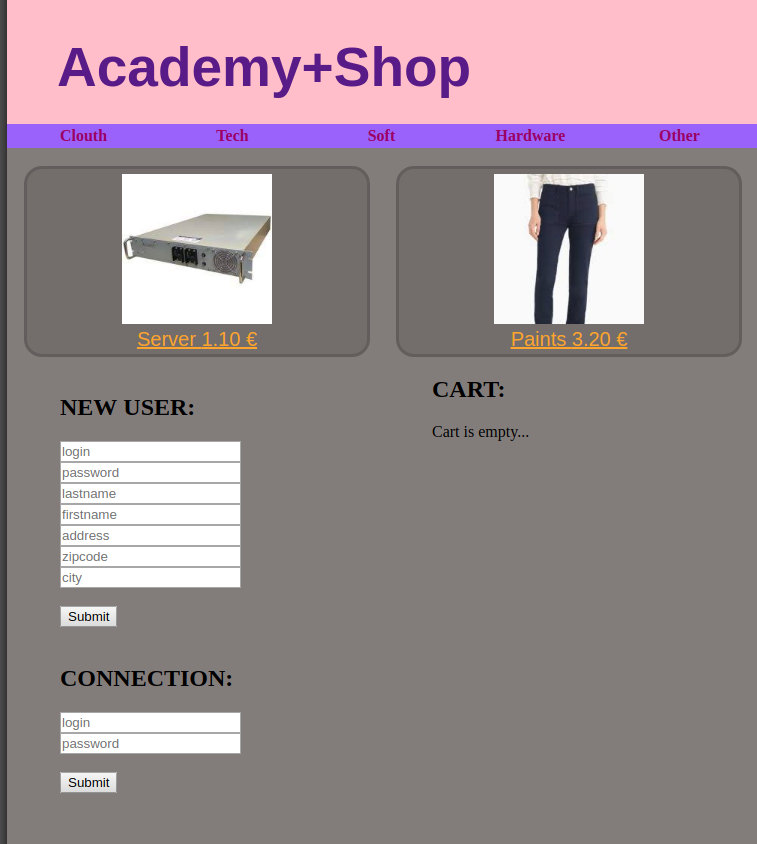 Academy+Shop
Clouth Tech Soft Hardware Other
Server 1.10 €
Paints 3.20 €
NEW USER:
login
password
lastname
firstname
address
zipcode
city
Submit
CONNECTION:
login
password
Submit
CART:
Cart is empty...